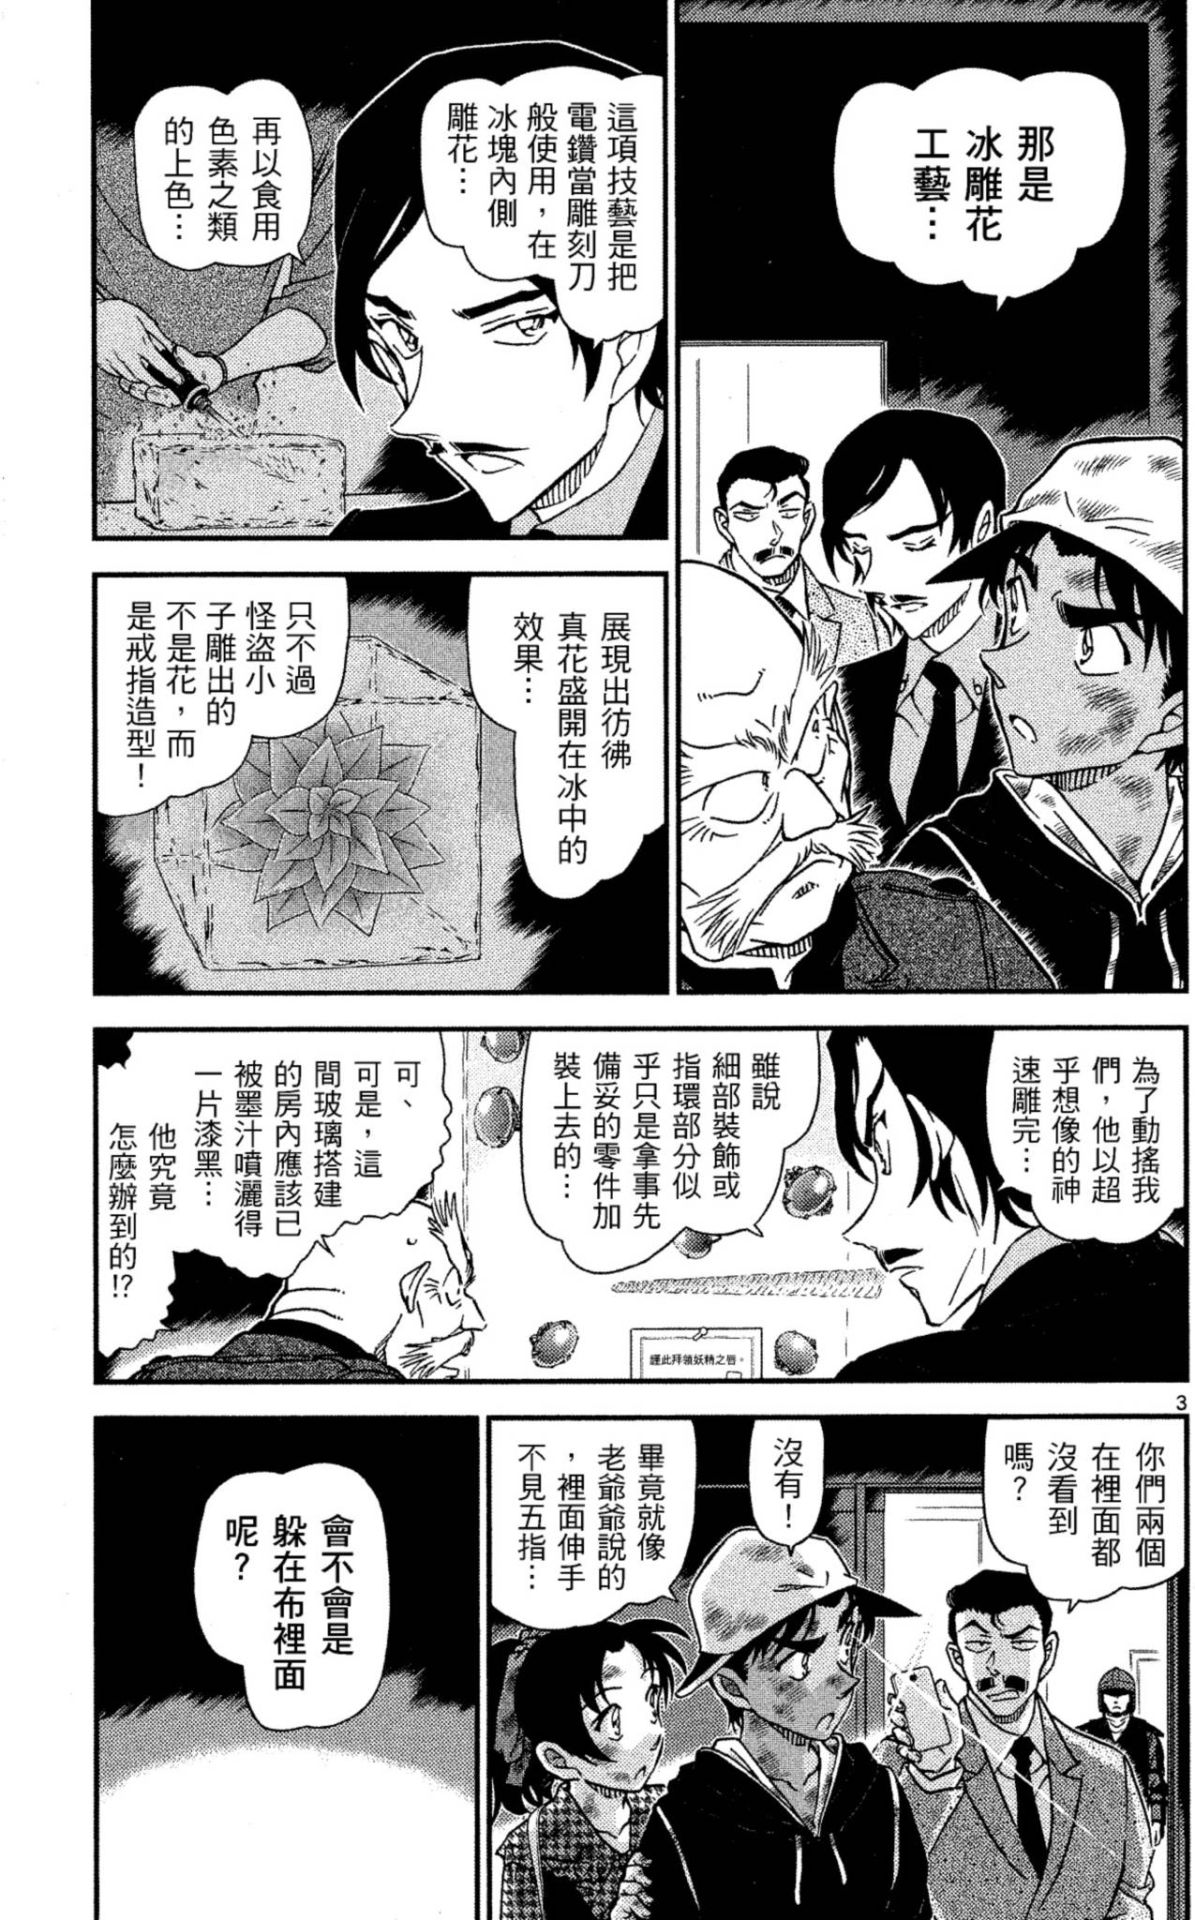 那是
冰雕花
工藝…
這項技藝是把
電鑽當雕刻刀
般使用，在
冰塊內側
雕花…
再以食用
色素之類
的上色…
展現出彷彿
真花盛開在冰中的
效果…
只不過
怪盜小
子雕出的
不是花，而
是戒指造型！
為了動搖我
們，他以超
乎想像的神
速雕完…
雖說
細部裝飾或
指環部分似
乎只是拿事先
備妥的零件加
裝上去的…
謹此拜領妖精之唇。
可、
可是，這
間玻璃搭建
的房內應該已
被墨汁噴灑得
一片漆黑…
他究竟
怎麼辦到的!?
3
你們兩個
在裡面都
沒看到
嗎？
沒有！
畢竟就像
老爺爺說的
，裡面伸手
不見五指…
會不會是
躲在布裡面
呢？